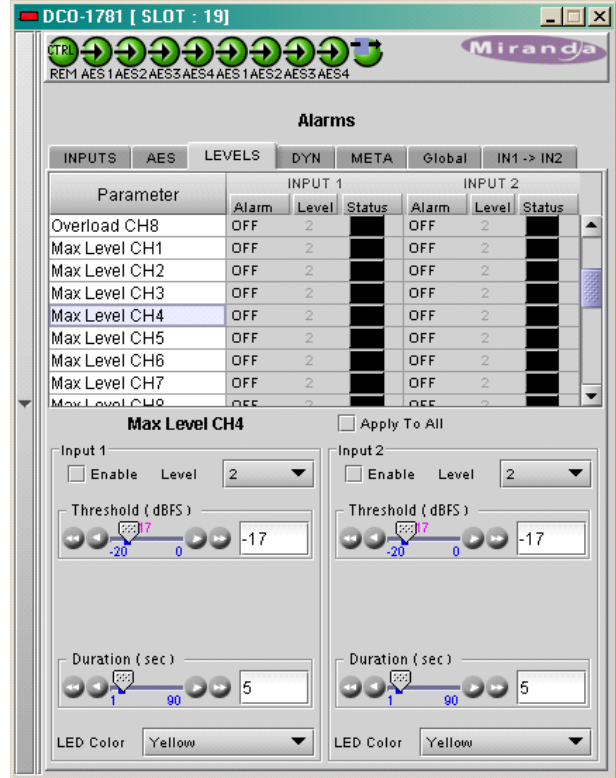 DCO-1781 [ SLOT : 19]
CTRL
Miranda
REM AES1 AES2 AES3 AES4 AES1 AES2 AES3 AES4
Alarms
INPUTS AES LEVELS DYN META Global IN1 -> IN2
Parameter INPUT 1 INPUT 2
Alarm Level Status Alarm Level Status
Overload CH8 OFF 2 OFF 2
Max Level CH1 OFF 2 OFF 2
Max Level CH2 OFF 2 OFF 2
Max Level CH3 OFF 2 OFF 2
Max Level CH4 OFF 2 OFF 2
Max Level CH5 OFF 2 OFF 2
Max Level CH6 OFF 2 OFF 2
Max Level CH7 OFF 2 OFF 2
Max Level CH8 OFF 2 OFF 2
Max Level CH4 Apply To All
Input 1 Input 2
Enable Level 2 Enable Level 2
Threshold ( dBFS ) Threshold ( dBFS )
-17 -17 -17 -17
-20 0 -20 0
Duration ( sec ) Duration ( sec )
5 5
1 90 1 90
LED Color Yellow LED Color Yellow